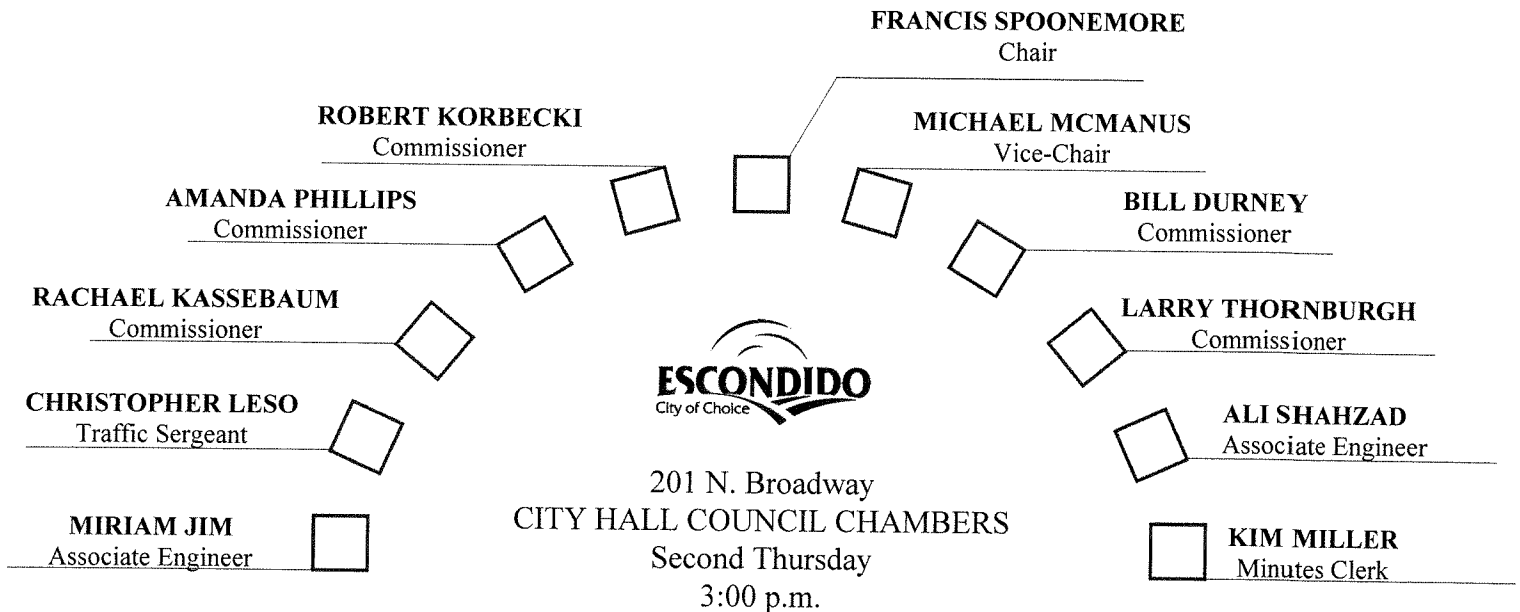 FRANCIS SPOONEMORE
Chair
ROBERT KORBECKI
Commissioner
MICHAEL MCMANUS
Vice-Chair
AMANDA PHILLIPS
Commissioner
BILL DURNEY
Commissioner
RACHAEL KASSEBAUM
Commissioner
LARRY THORNBURGH
Commissioner
CHRISTOPHER LESO
Traffic Sergeant
ALI SHAHZAD
Associate Engineer
MIRIAM JIM
Associate Engineer
KIM MILLER
Minutes Clerk
ESCONDIDO
City of Choice
201 N. Broadway
CITY HALL COUNCIL CHAMBERS
Second Thursday
3:00 p.m.